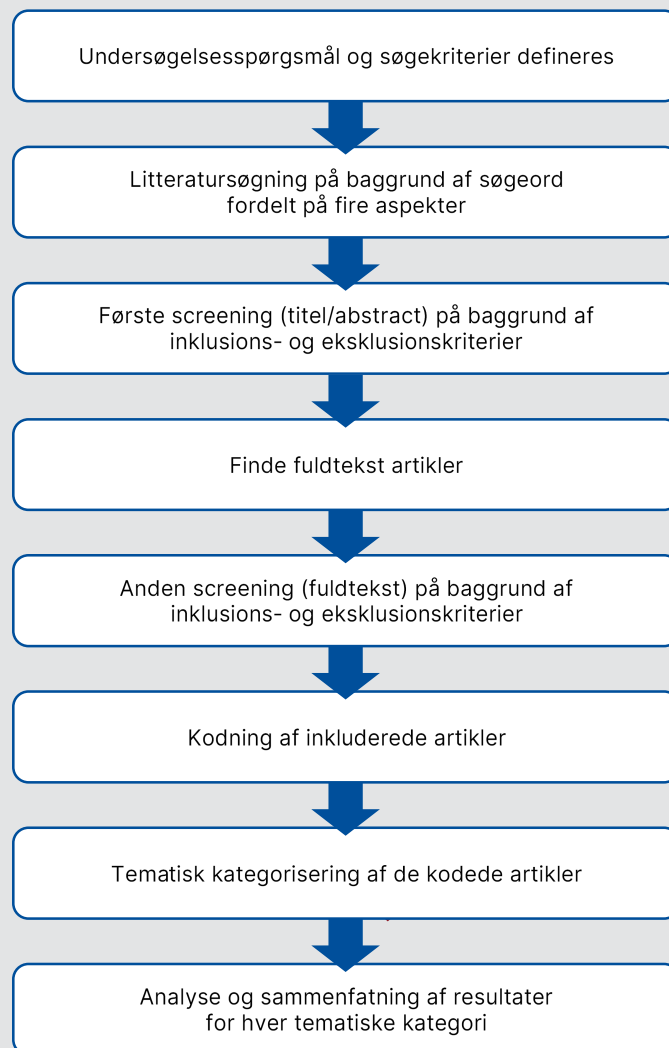 Undersøgelsesspørgsmål og søgekriterier defineres
Litteratursøgning på baggrund af søgeord
fordelt på fire aspekter
Første screening (titel/abstract) på baggrund af
inklusions- og eksklusionskriterier
Finde fuldtekst artikler
Anden screening (fuldtekst) på baggrund af
inklusions- og eksklusionskriterier
Kodning af inkluderede artikler
Tematisk kategorisering af de kodede artikler
Analyse og sammenfatning af resultater
for hver tematiske kategori